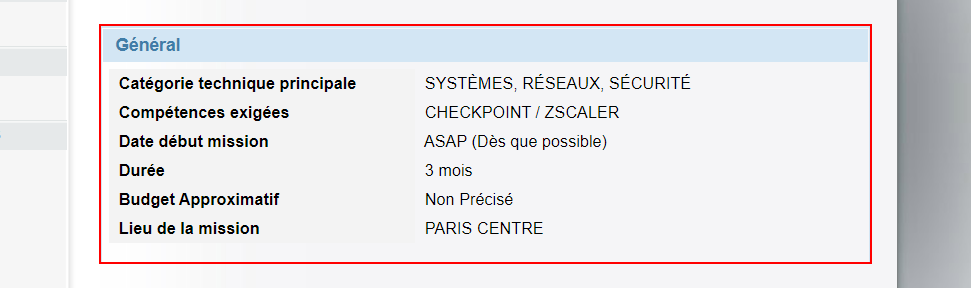 Général
Catégorie technique principale SYSTÈMES, RÉSEAUX, SÉCURITÉ
Compétences exigées CHECKPOINT / ZSCALER
Date début mission ASAP (Dès que possible)
Durée 3 mois
Budget Approximatif Non Précisé
Lieu de la mission PARIS CENTRE